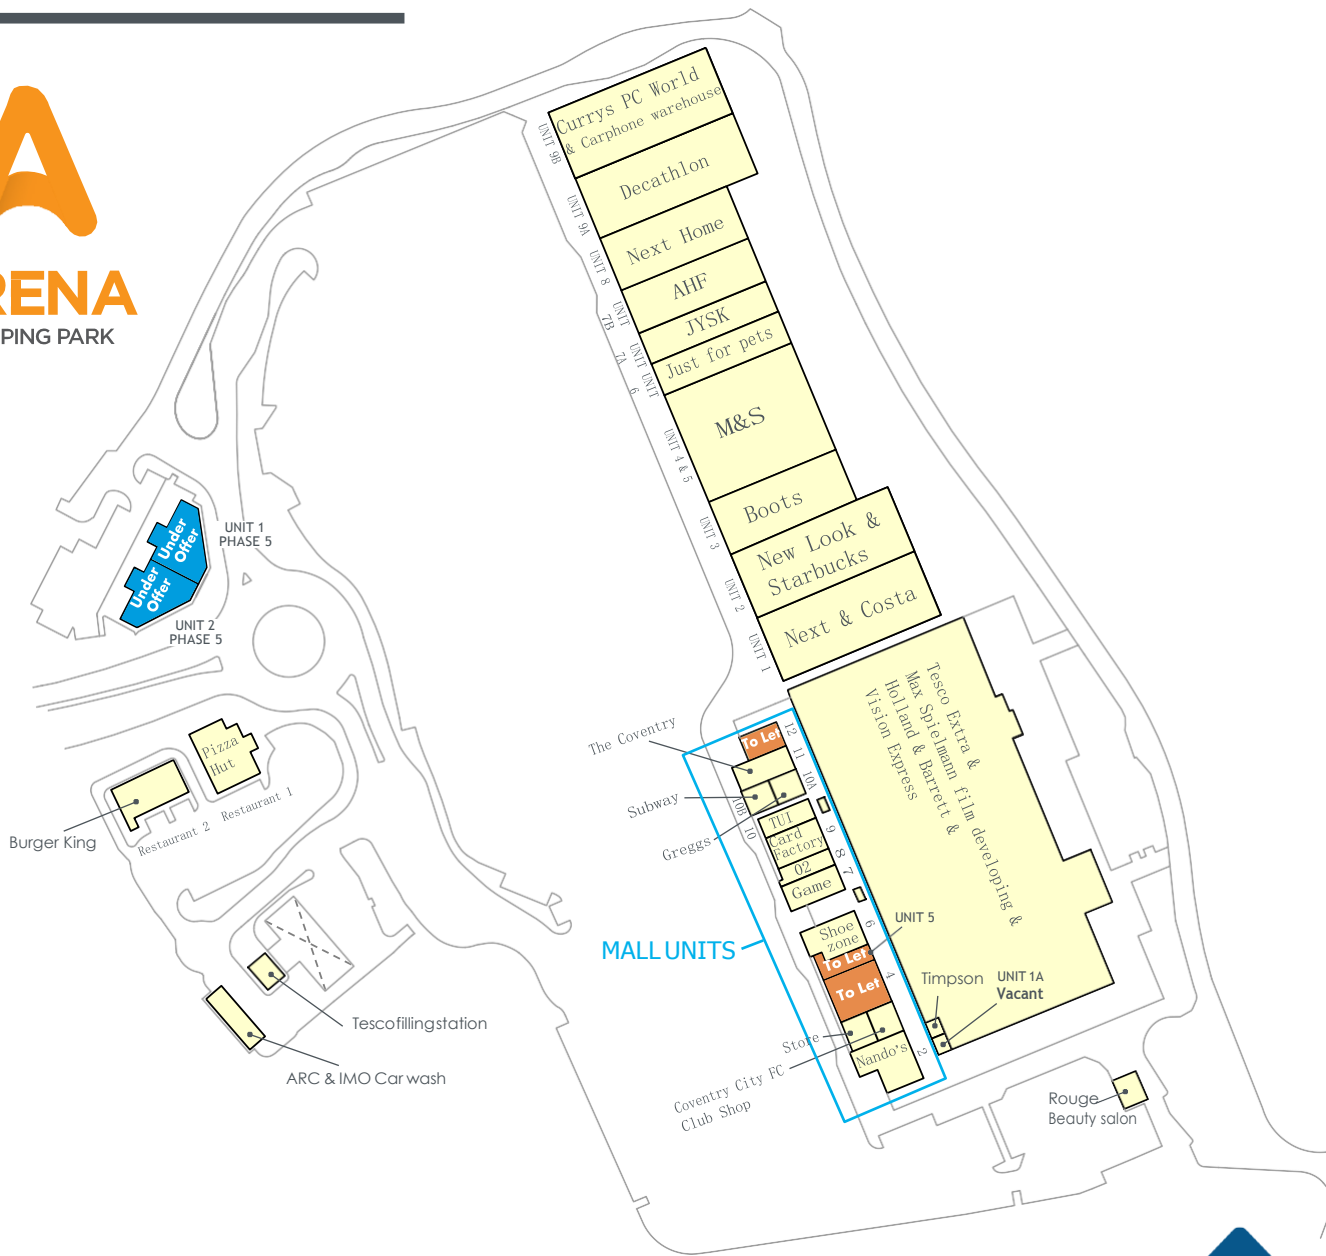 RENA
PING PARK
Currys PC World
& Carphone warehouse
UNIT 9B
Decathlon
UNIT 9A
Next Home
UNIT 8
AHF
UNIT
7B
JYSK
UNIT
7A
Just for pets
UNIT
6
M&S
UNIT 4 & 5
Boots
UNIT 3
New Look &
Starbucks
UNIT 2
Next & Costa
UNIT 1
Under
Offer
UNIT 1
PHASE 5
Under
Offer
UNIT 2
PHASE 5
Tesco Extra &
Max Spielmann film developing &
Holland & Barrett &
Vision Express
Pizza
Hut
Restaurant 1
Burger King
Restaurant 2
The Coventry
To Let
12
11
Subway
10A
10B
Greggs
10
TUI
9
Card
Factory
8
O2
7
Game
MALL UNITS
6
Shoe
zone
UNIT 5
To Let
4
To Let
Store
Coventry City FC
Club Shop
Nando's
2
Timpson
UNIT 1A
Vacant
Tesco filling station
ARC & IMO Car wash
Rouge
Beauty salon